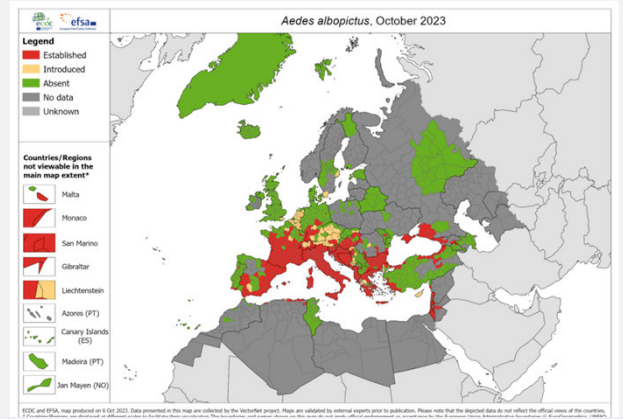 ecdc
efsa
Aedes albopictus, October 2023
Legend
Established
Introduced
Absent
No data
Unknown
Countries/Regions
not viewable in the
main map extent*
Malta
Monaco
San Marino
Gibraltar
Liechtenstein
Azores (PT)
Canary Islands
(ES)
Madeira (PT)
Jan Mayen (NO)
ECDC and EFSA, map produced on 6 Oct 2023. Data presented in this map are collected by the VectorNet project. Maps are validated by external experts prior to publication. Please note that the depicted data do not reflect the official views of the countries.